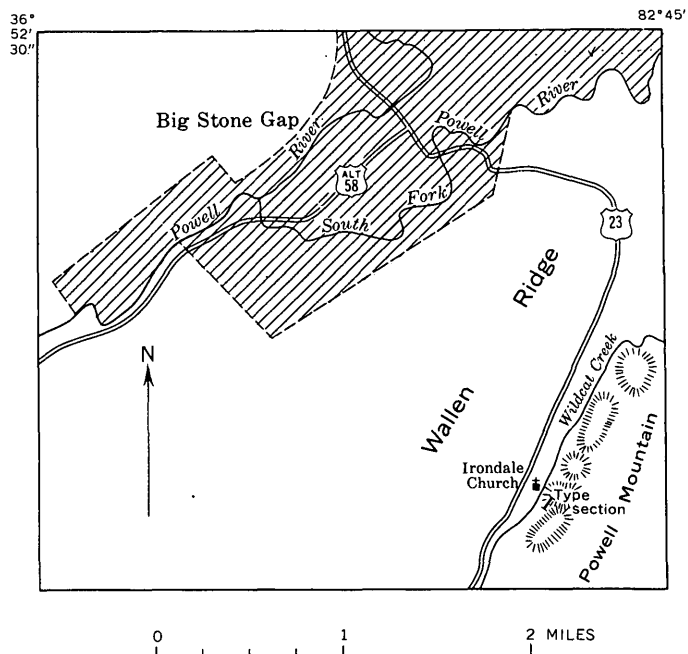 36°
52'
30"
82°45'
Big Stone Gap
River
Powell
River
ALT
58
Powell
Fork
South
23
Ridge
N
Wallen
Wildcat Creek
Irondale
Church
Type
section
Powell Mountain
0 1 2 MILES